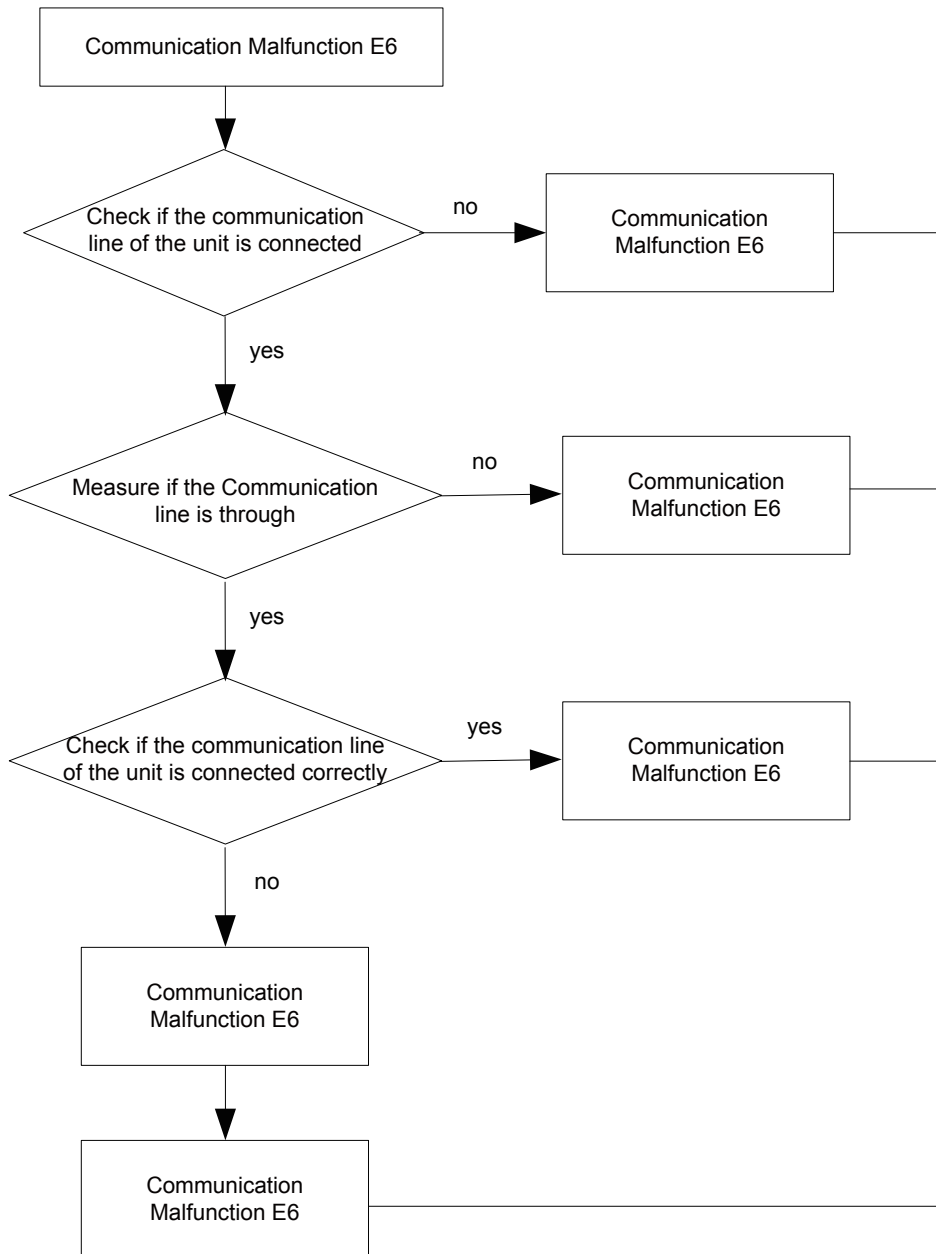 Communication Malfunction E6
Check if the communication
line of the unit is connected
no
Communication
Malfunction E6
yes
Measure if the Communication
line is through
no
Communication
Malfunction E6
yes
Check if the communication line
of the unit is connected correctly
yes
Communication
Malfunction E6
no
Communication
Malfunction E6
Communication
Malfunction E6